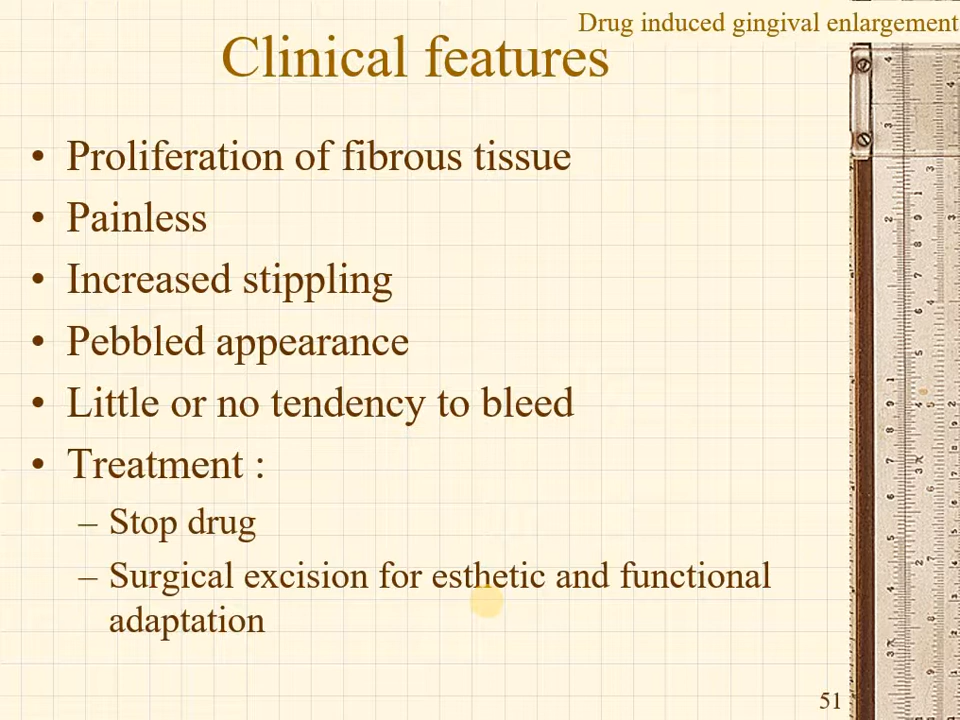 Drug induced gingival enlargement
Clinical features
• Proliferation of fibrous tissue
• Painless
• Increased stippling
• Pebbled appearance
• Little or no tendency to bleed
• Treatment :
– Stop drug
– Surgical excision for esthetic and functional
adaptation
51